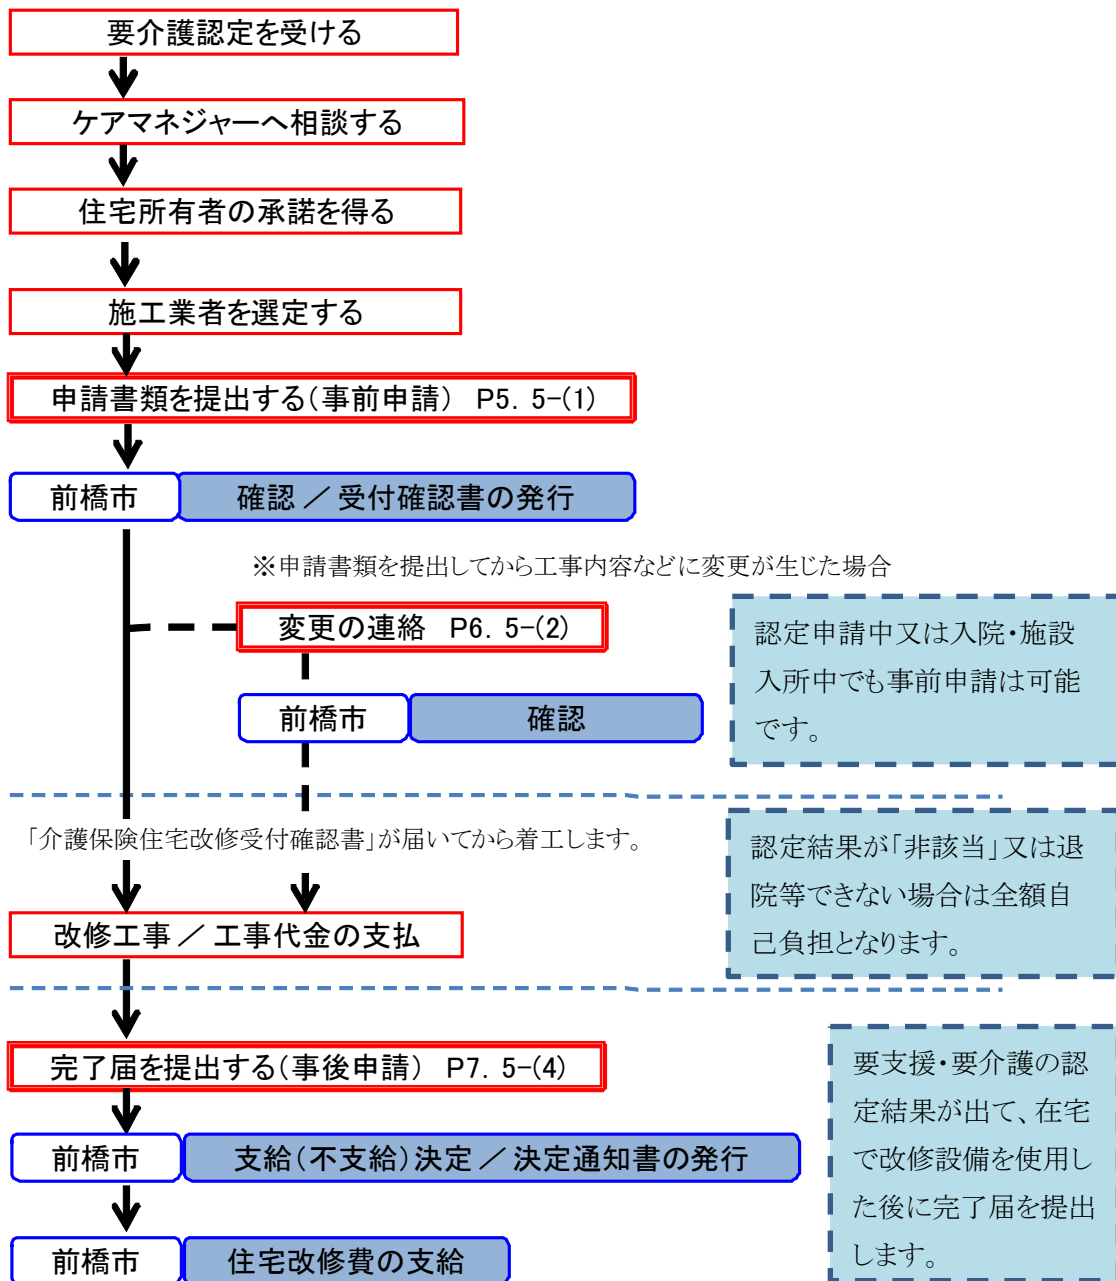 要介護認定を受ける
ケアマネジャーへ相談する
住宅所有者の承諾を得る
施工業者を選定する
申請書類を提出する(事前申請) P5. 5-(1)
前橋市 確認 / 受付確認書の発行
※申請書類を提出してから工事内容などに変更が生じた場合
変更の連絡 P6. 5-(2)
前橋市 確認
認定申請中又は入院・施設
入所中でも事前申請は可能
です。
「介護保険住宅改修受付確認書」が届いてから着工します。
認定結果が「非該当」又は退
院等できない場合は全額自
己負担となります。
改修工事 / 工事代金の支払
完了届を提出する(事後申請) P7. 5-(4)
前橋市 支給(不支給)決定 / 決定通知書の発行
前橋市 住宅改修費の支給
要支援・要介護の認
定結果が出て、在宅
で改修設備を使用し
た後に完了届を提出
します。